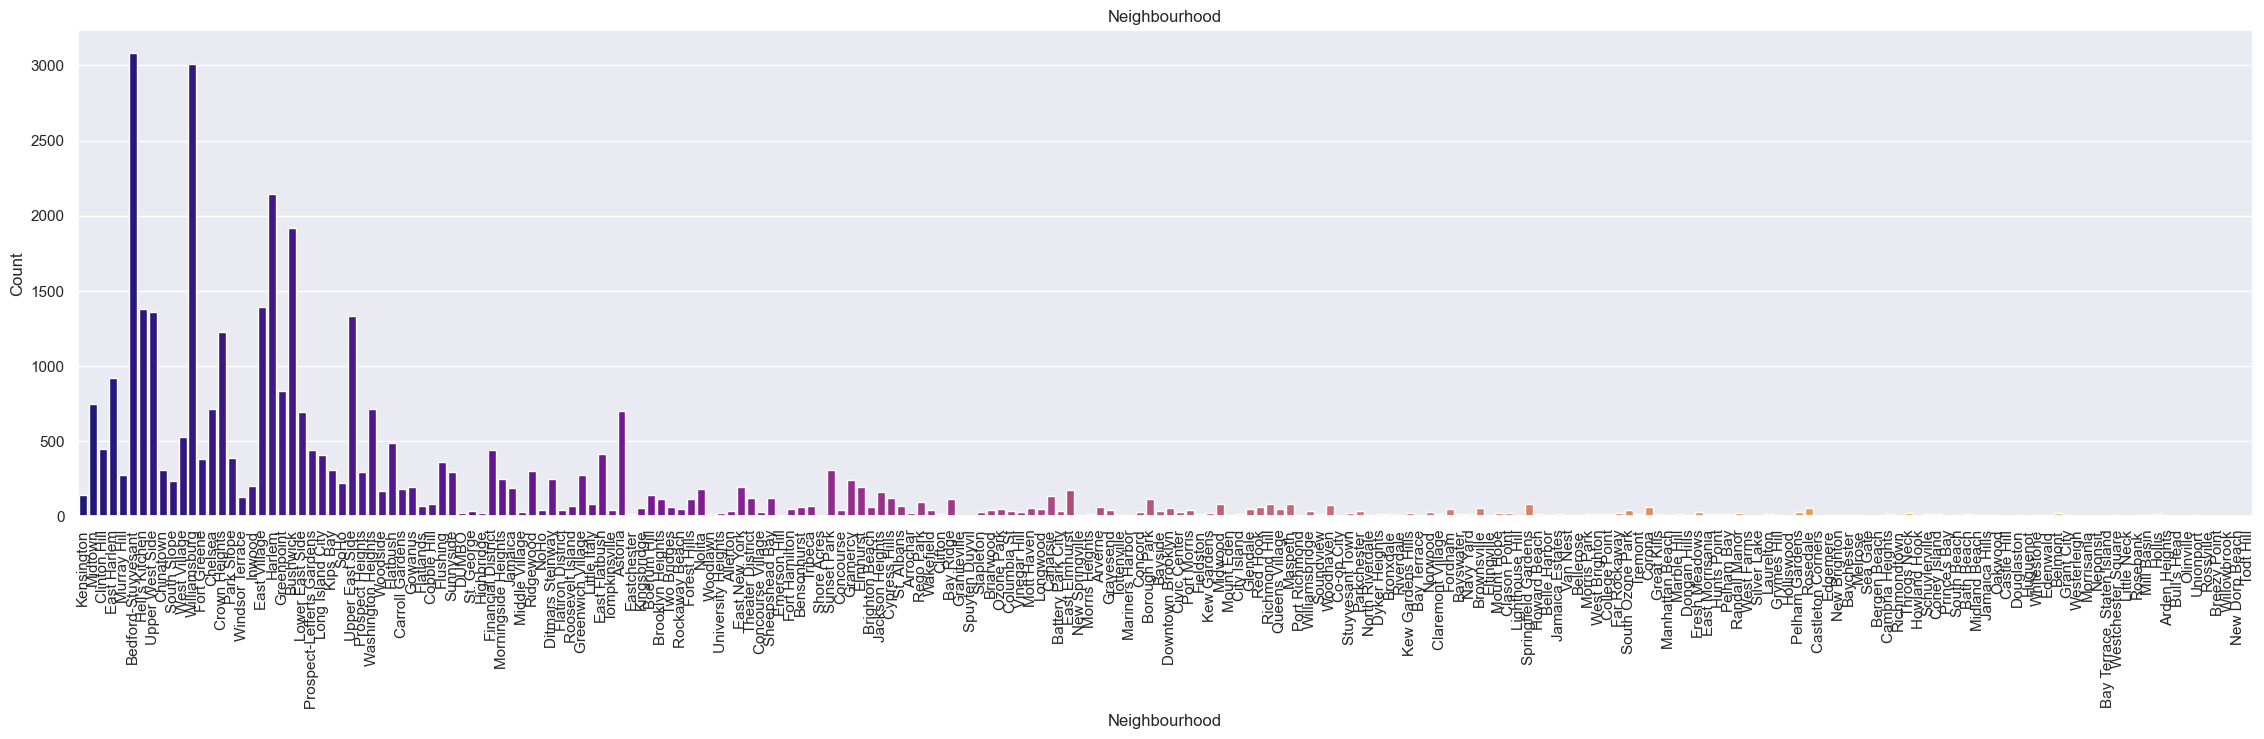 Neighbourhood
Count
3000
2500
2000
1500
1000
500
0
Kensington
Midtown
Clinton Hill
East Harlem
Murray Hill
Bedford-Stuyvesant
Hell's Kitchen
Upper West Side
Chinatown
South Slope
West Village
Williamsburg
Fort Greene
Chelsea
Crown Heights
Park Slope
Windsor Terrace
Inwood
East Village
Harlem
Greenpoint
Bushwick
Lower East Side
Prospect-Lefferts Gardens
Long Island City
Kips Bay
SoHo
Upper East Side
Prospect Heights
Washington Heights
Woodside
Flatbush
Carroll Gardens
Gowanus
Flatlands
Cobble Hill
Flushing
Sunnyside
DUMBO
St. George
Highbridge
Financial District
Morningside Heights
Jamaica
Middle Village
Ridgewood
NoHo
Ditmars Steinway
Flatiron District
Roosevelt Island
Greenwich Village
Little Italy
East Flatbush
Tompkinsville
Astoria
Eastchester
Kingsbridge
Boerum Hill
Brooklyn Heights
Two Bridges
Rockaway Beach
Forest Hills
Nolita
Woodlawn
University Heights
Allerton
East New York
Theater District
Concourse Village
Sheepshead Bay
Emerson Hill
Fort Hamilton
Bensonhurst
Tribeca
Shore Acres
Sunset Park
Concourse
Gramercy
Elmhurst
Brighton Beach
Jackson Heights
Cypress Hills
St. Albans
Arrochar
Rego Park
Wakefield
Clifton
Bay Ridge
Graniteville
Spuyten Duyvil
Stapleton
Briarwood
Ozone Park
Columbia St
Vinegar Hill
Mott Haven
Longwood
Canarsie
Battery Park City
East Elmhurst
New Springville
Morris Heights
Arverne
Gravesend
Tottenville
Mariners Harbor
Concord
Borough Park
Bayside
Downtown Brooklyn
Civic Center
Port Morris
Fieldston
Kew Gardens
Midwood
Mount Eden
City Island
Glendale
Red Hook
Richmond Hill
Queens Village
Maspeth
Port Richmond
Williamsbridge
Soundview
Woodhaven
Co-op City
Stuyvesant Town
Parkchester
North Riverdale
Dyker Heights
Bronxdale
Riverdale
Kew Gardens Hills
Bay Terrace
Norwood
Claremont Village
Fordham
Bayswater
Navy Yard
Brownsville
Eltingville
Mount Hope
Clason Point
Lighthouse Hill
Springfield Gardens
Howard Beach
Belle Harbor
Jamaica Estates
Van Nest
Bellerose
Morris Park
West Brighton
College Point
Far Rockaway
South Ozone Park
Tremont
Corona
Great Kills
Manhattan Beach
Marble Hill
Dongan Hills
Fresh Meadows
East Morrisania
Hunts Point
Pelham Bay
Randall Manor
West Farms
Silver Lake
Laurelton
Grymes Hill
Holliswood
Pelham Gardens
Rosedale
Castleton Corners
Edgemere
New Brighton
Baychester
Melrose
Sea Gate
Bergen Beach
Cambria Heights
Richmondtown
Throgs Neck
Howland Hook
Schuylerville
Coney Island
Prince's Bay
South Beach
Bath Beach
Midland Beach
Jamaica Hills
Oakwood
Castle Hill
Douglaston
Huguenot
Whitestone
Edenwald
Belmont
Grant City
Westerleigh
Morrisania
Neponsit
Bay Terrace, Staten Island
Westchester Square
Little Neck
Rosebank
Mill Basin
Hollis
Arden Heights
Bull's Head
Olinville
Unionport
Rossville
Breezy Point
Willowbrook
New Dorp Beach
Todt Hill
Neighbourhood